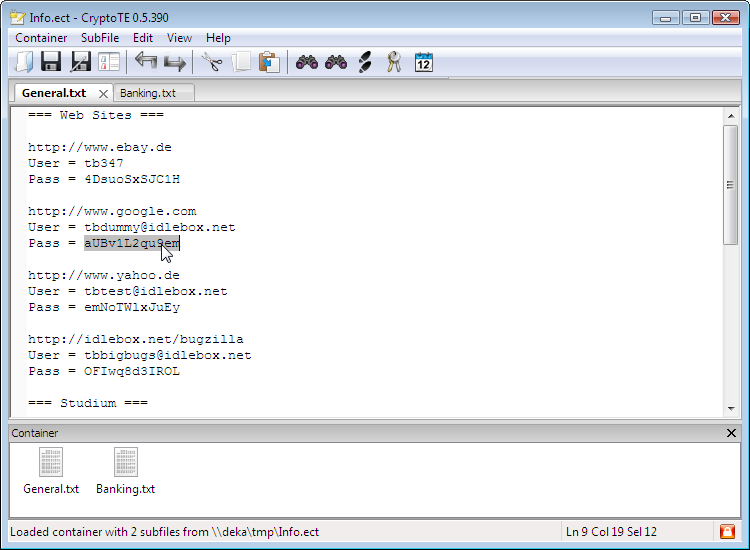 Info.ect - CryptoTE 0.5.390
Container SubFile Edit View Help
12
General.txt Banking.txt
=== Web Sites ===
http://www.ebay.de
User = tb347
Pass = 4DsuoSxSJC1H
http://www.google.com
User = tbdummy@idlebox.net
Pass = aUBv1L2qu9em
http://www.yahoo.de
User = tbtest@idlebox.net
Pass = emNoTWlxJuEy
http://idlebox.net/bugzilla
User = tbbigbugs@idlebox.net
Pass = OFIwq8d3IROL
=== Studium ===
Container
General.txt Banking.txt
Loaded container with 2 subfiles from \\deka\tmp\Info.ect Ln 9 Col 19 Sel 12